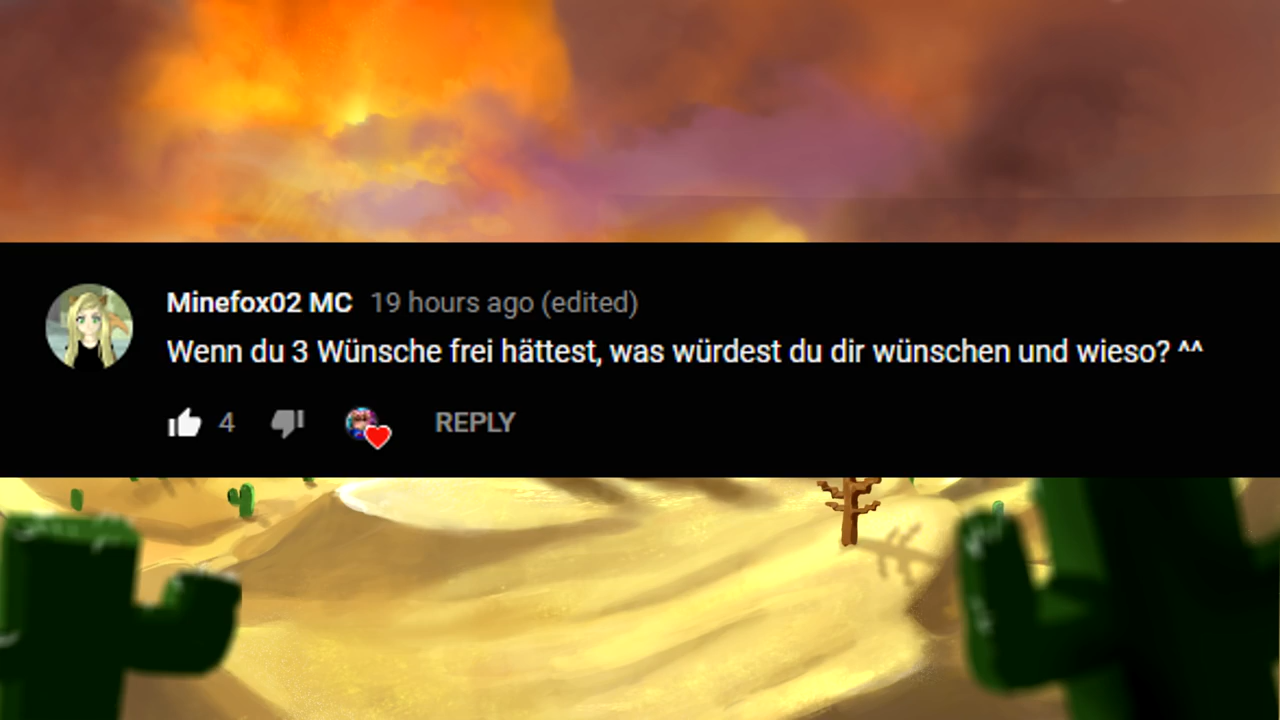 Minefox02 MC 19 hours ago (edited)
Wenn du 3 Wünsche frei hättest, was würdest du dir wünschen und wieso? ^^
4 REPLY